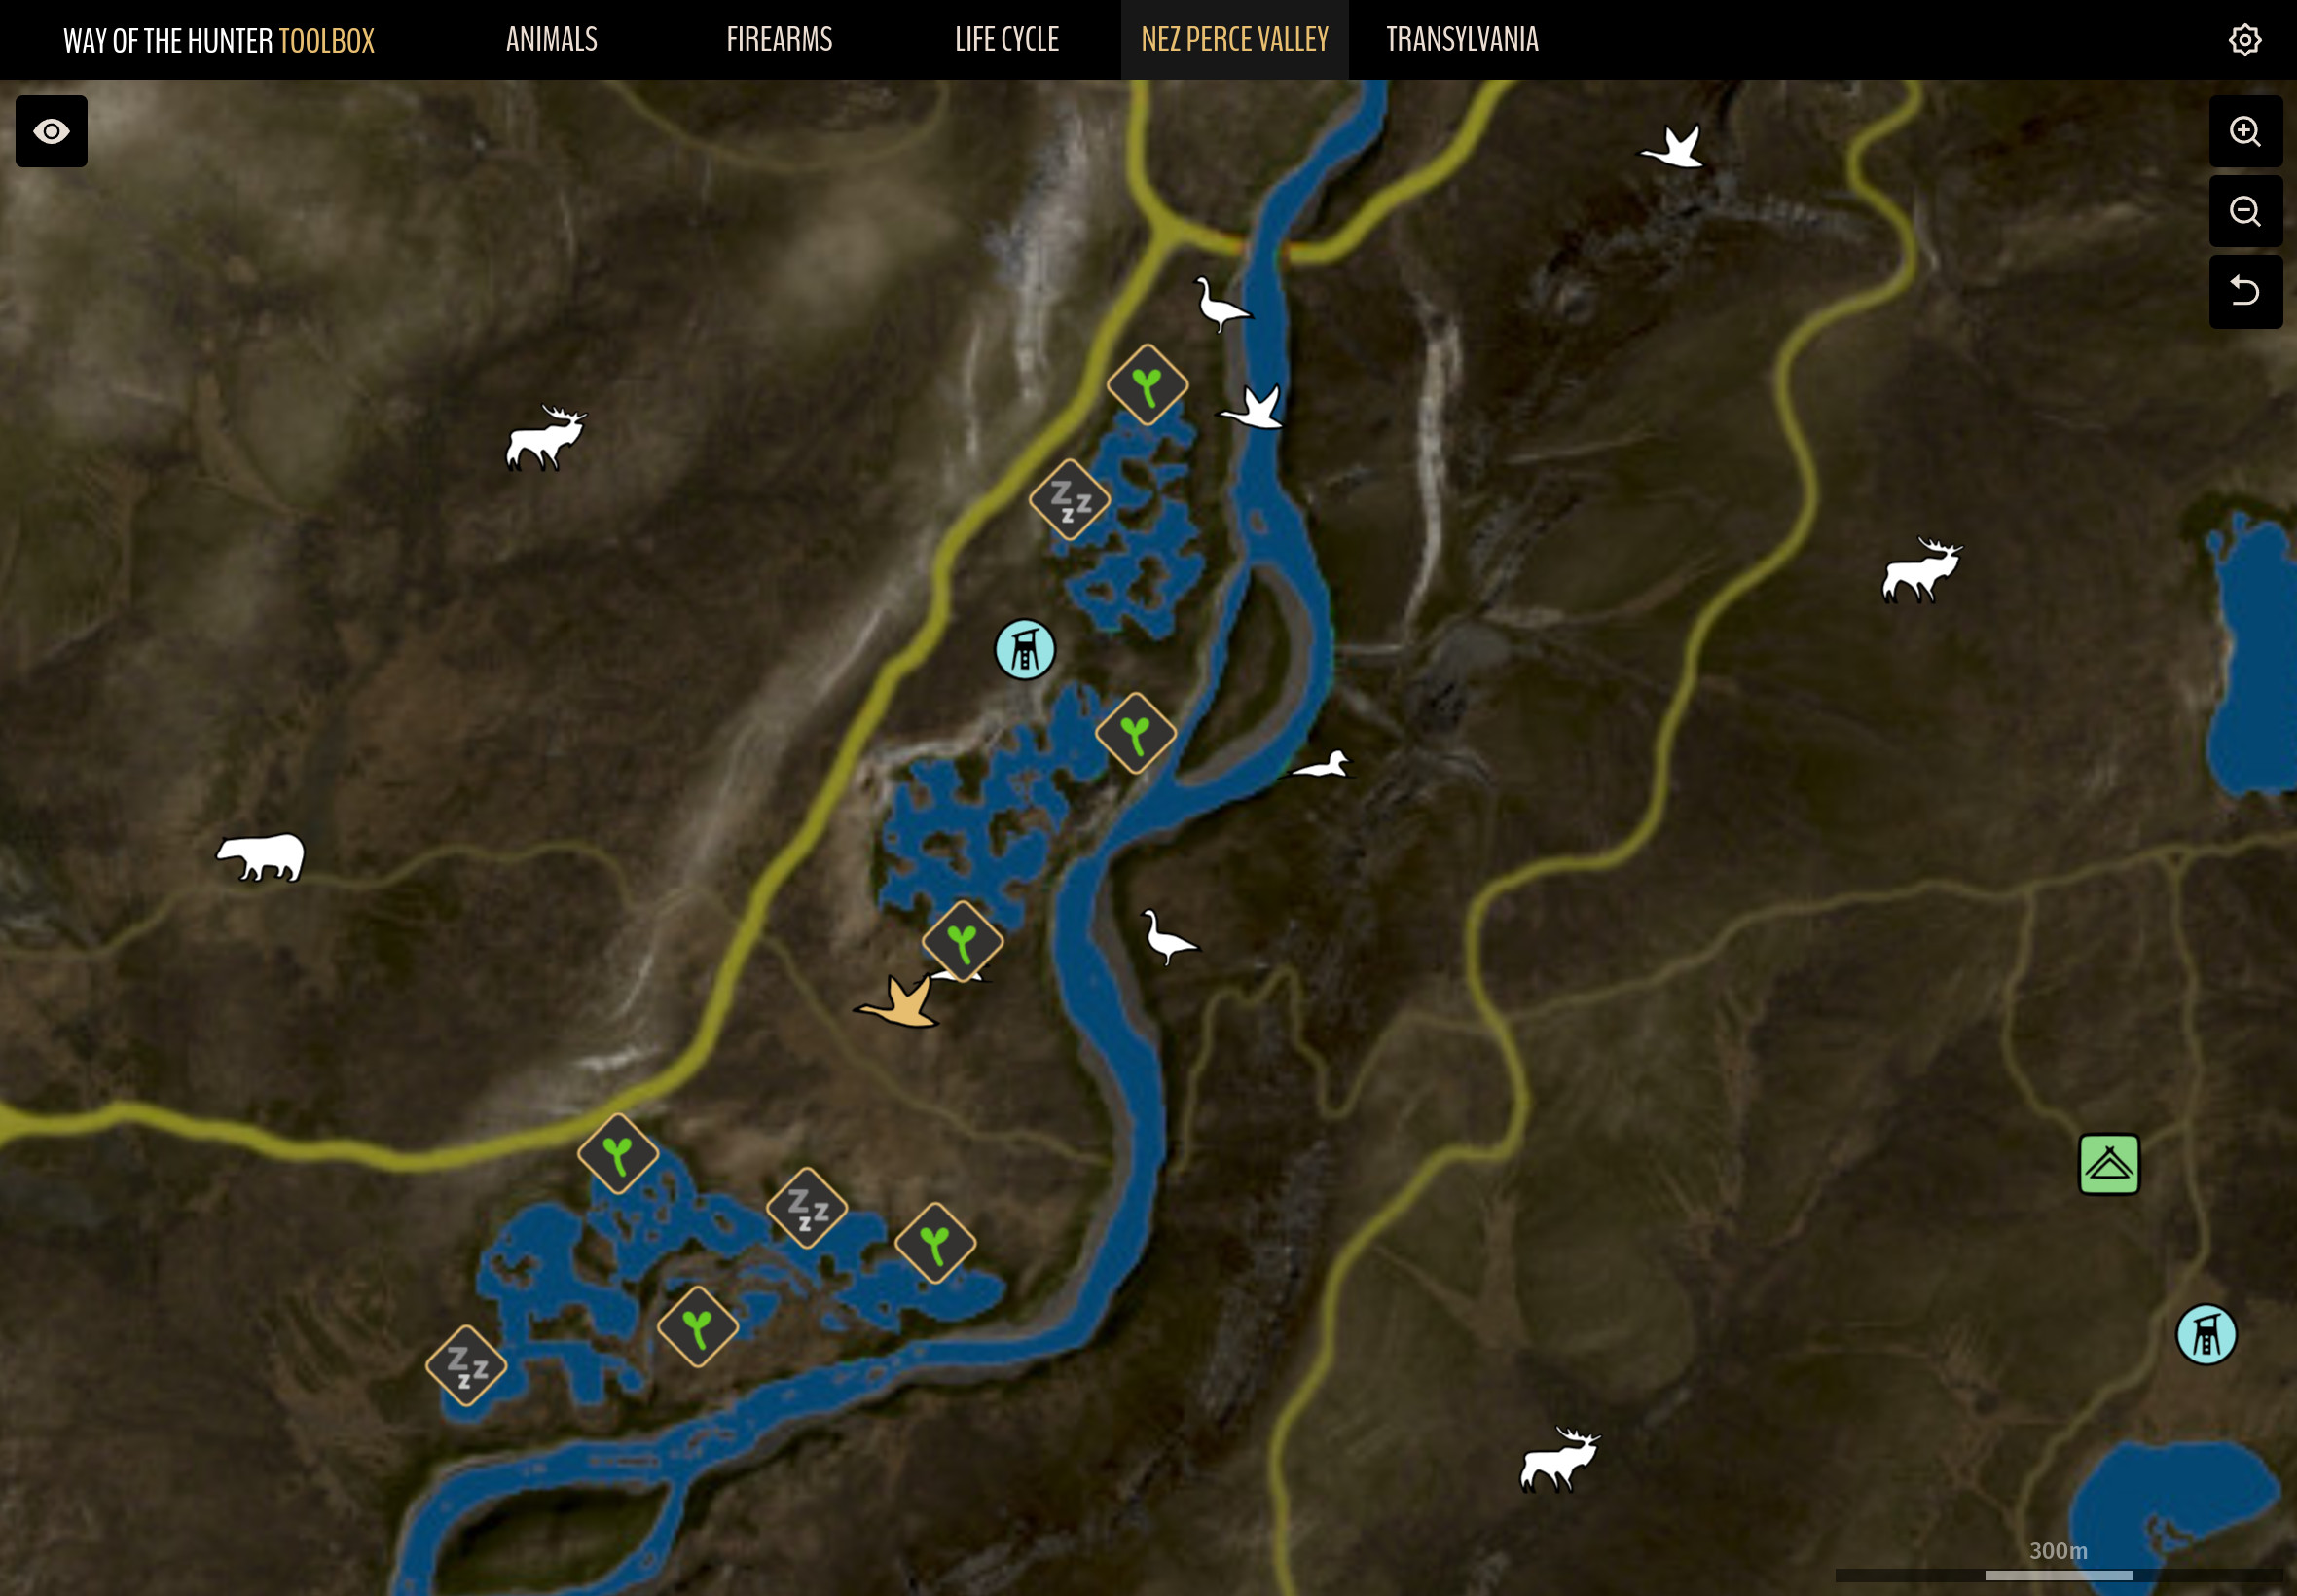 WAY OF THE HUNTER TOOLBOX ANIMALS FIREARMS LIFE CYCLE NEZ PERCE VALLEY TRANSYLVANIA
Z Z z
Z Z z
Z Z z
300m